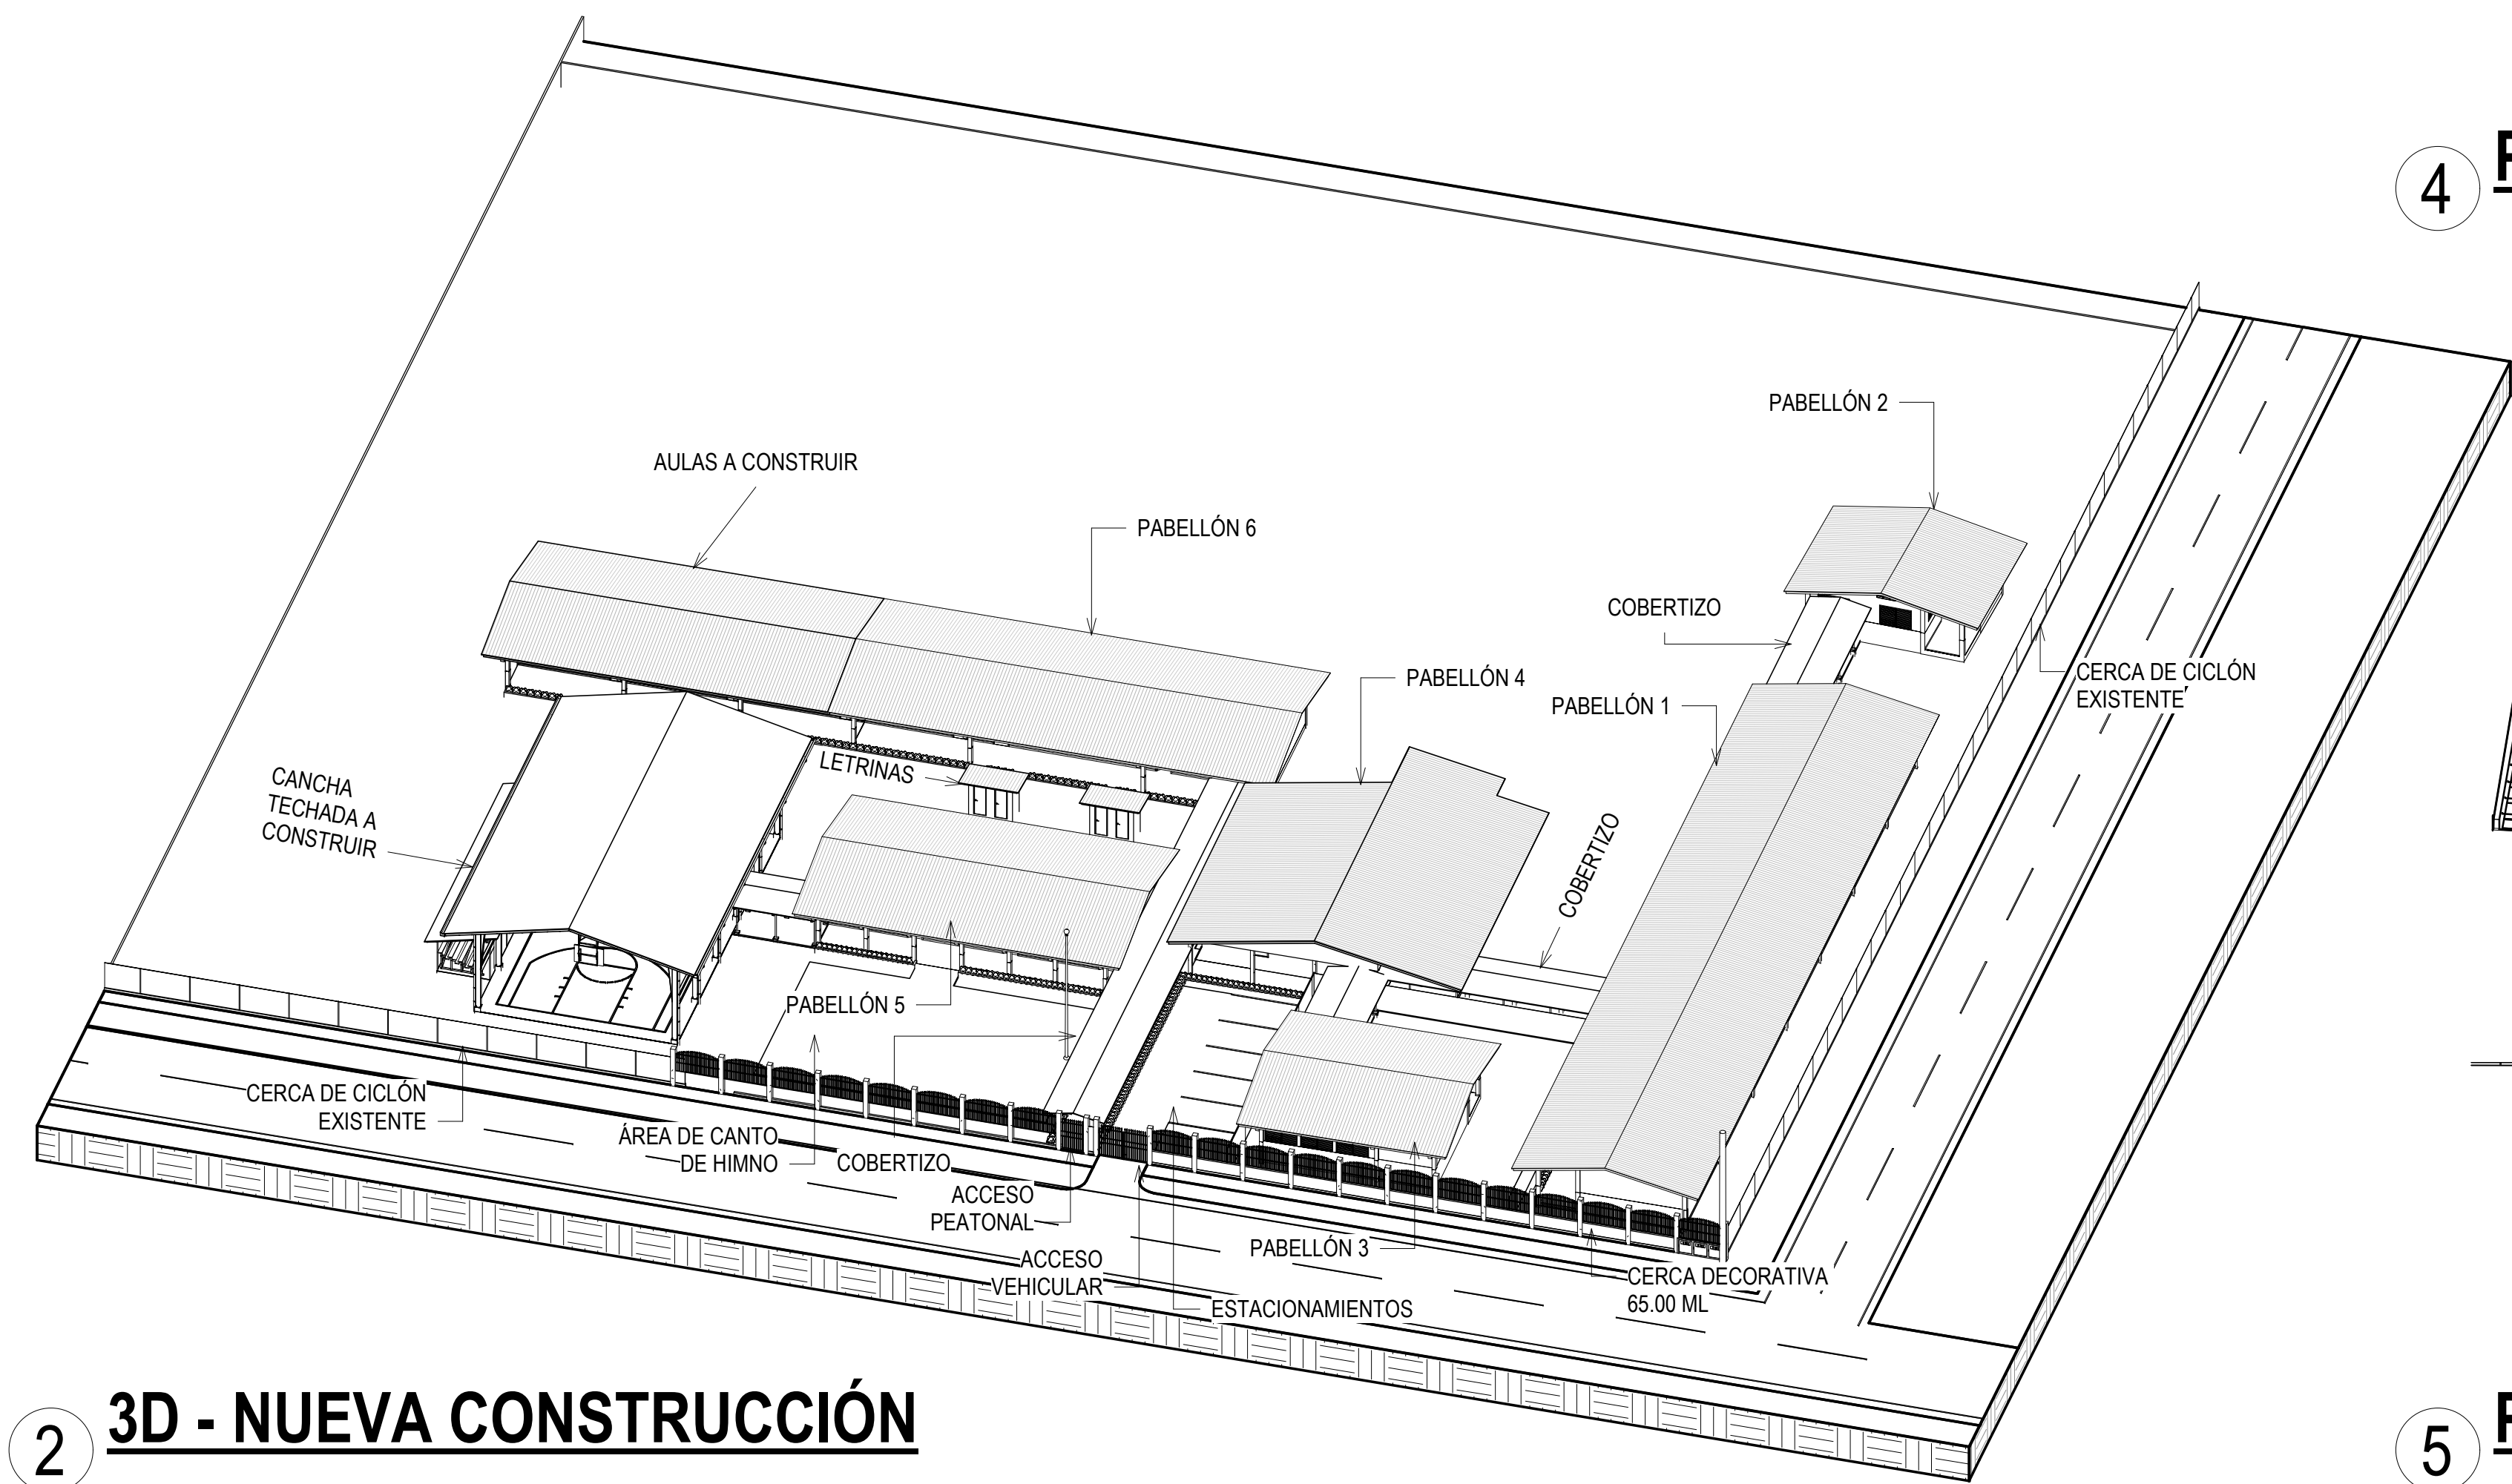 4
PABELLÓN 2
AULAS A CONSTRUIR
PABELLÓN 6
COBERTIZO
CERCA DE CICLÓN
EXISTENTE
PABELLÓN 4
PABELLÓN 1
LETRINAS
CANCHA
TECHADA A
CONSTRUIR
COBERTIZO
PABELLÓN 5
CERCA DE CICLÓN
EXISTENTE
ÁREA DE CANTO
DE HIMNO
COBERTIZO
ACCESO
PEATONAL
ACCESO
VEHICULAR
PABELLÓN 3
ESTACIONAMIENTOS
CERCA DECORATIVA
65.00 ML
2 3D - NUEVA CONSTRUCCIÓN
5